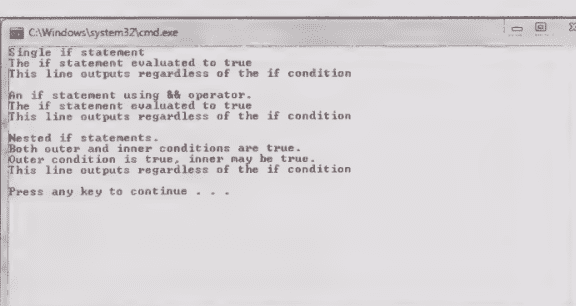 C:\Windows\system32\cmd.exe
Single if statement
The if statement evaluated to true
This line outputs regardless of the if condition
An if statement using && operator.
The if statement evaluated to true
This line outputs regardless of the if condition
Nested if statements.
Both outer and inner conditions are true.
Outer condition is true, inner may be true.
This line outputs regardless of the if condition
Press any key to continue . . .